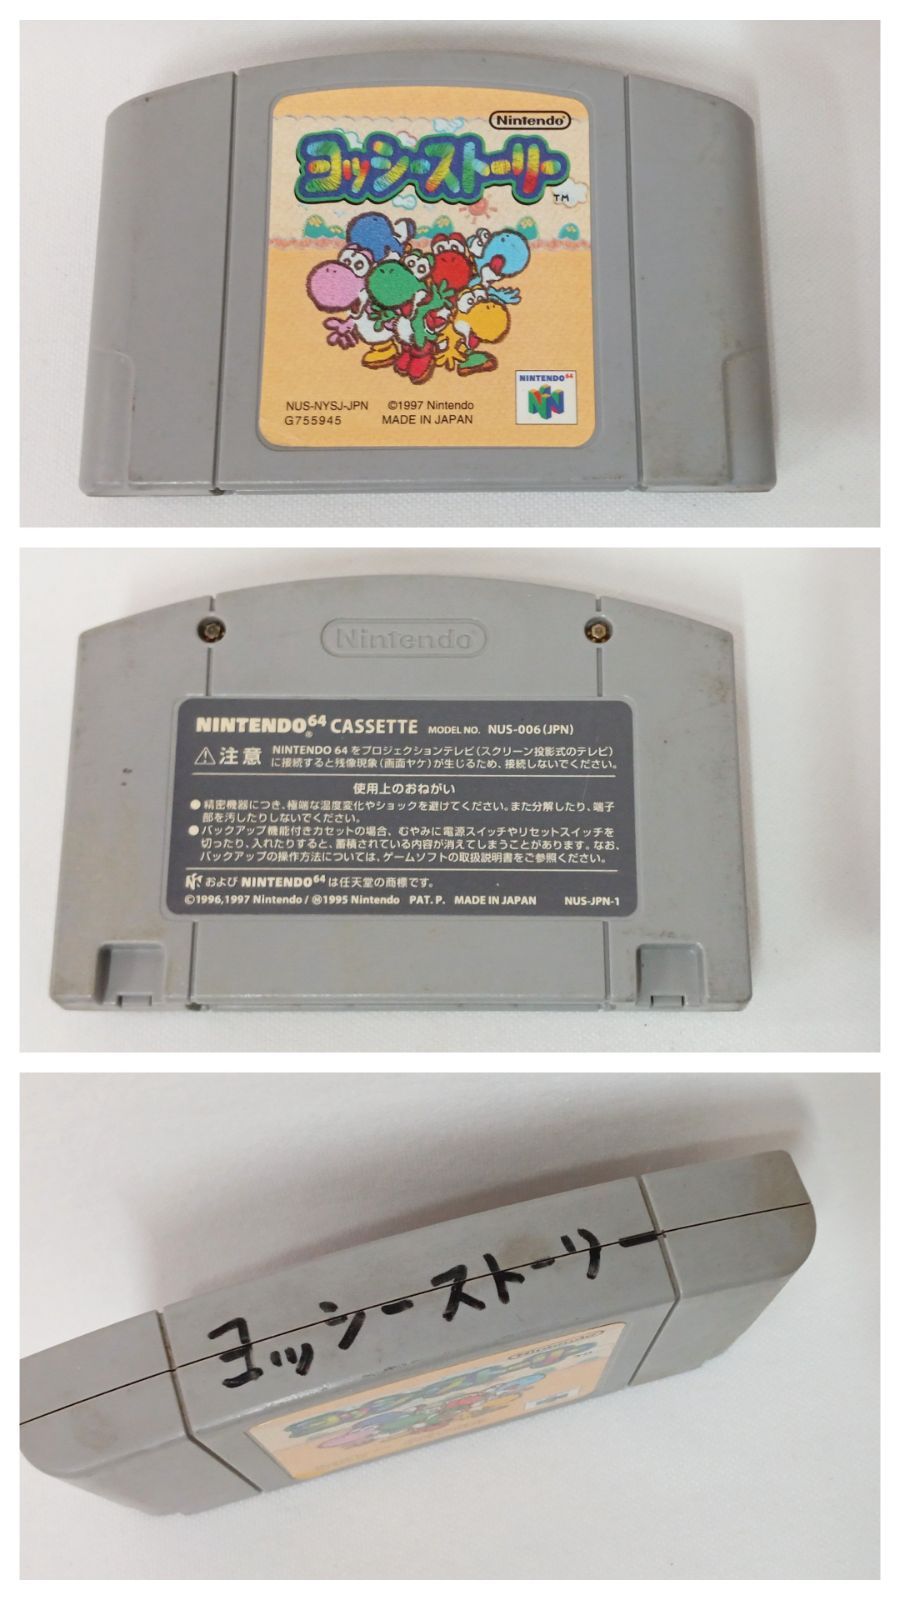 Nintendo
ヨッシーストーリー
TM
NINTENDO64
NUS-NYSJ-JPN ©1997 Nintendo
G755945 MADE IN JAPAN
Nintendo
NINTENDO64® CASSETTE MODEL NO. NUS-006(JPN)
⚠注意 NINTENDO 64をプロジェクションテレビ(スクリーン投影式のテレビ)
に接続すると残像現象(画面ヤケ)が生じるため、接続しないでください。
使用上のおねがい
●精密機器につき、極端な温度変化やショックを避けてください。また分解したり、端子
部を汚したりしないでください。
●バックアップ機能付きカセットの場合、むやみに電源スイッチやリセットスイッチを
切ったり、入れたりすると、蓄積されている内容が消えてしまうことがあります。なお、
バックアップの操作方法については、ゲームソフトの取扱説明書をご参照ください。
および NINTENDO64は任天堂の商標です。
©1996,1997 Nintendo/Ⓜ1995 Nintendo PAT. P. MADE IN JAPAN NUS-JPN-1
ヨッシーストーリー
Nintendo
ヨッシーストーリー
TM